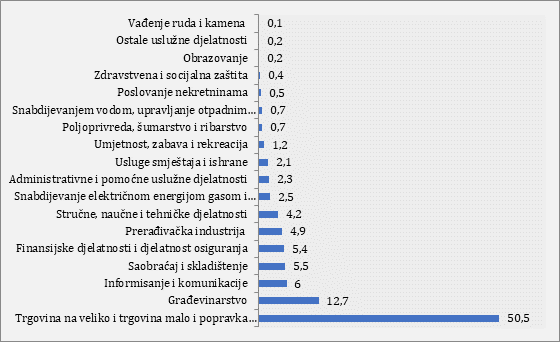 Vađenje ruda i kamena 0,1
Ostale uslužne djelatnosti 0,2
Obrazovanje 0,2
Zdravstvena i socijalna zaštita 0,4
Poslovanje nekretninama 0,5
Snabdijevanjem vodom, upravljanje otpadnim... 0,7
Poljoprivreda, šumarstvo i ribarstvo 0,7
Umjetnost, zabava i rekreacija 1,2
Usluge smještaja i ishrane 2,1
Administrativne i pomoćne uslužne djelatnosti 2,3
Snabdijevanje električnom energijom gasom i... 2,5
Stručne, naučne i tehničke djelatnosti 4,2
Prerađivačka industrija 4,9
Finansijske djelatnosti i djelatnost osiguranja 5,4
Saobraćaj i skladištenje 5,5
Informisanje i komunikacije 6
Građevinarstvo 12,7
Trgovina na veliko i trgovina malo i popravka... 50,5